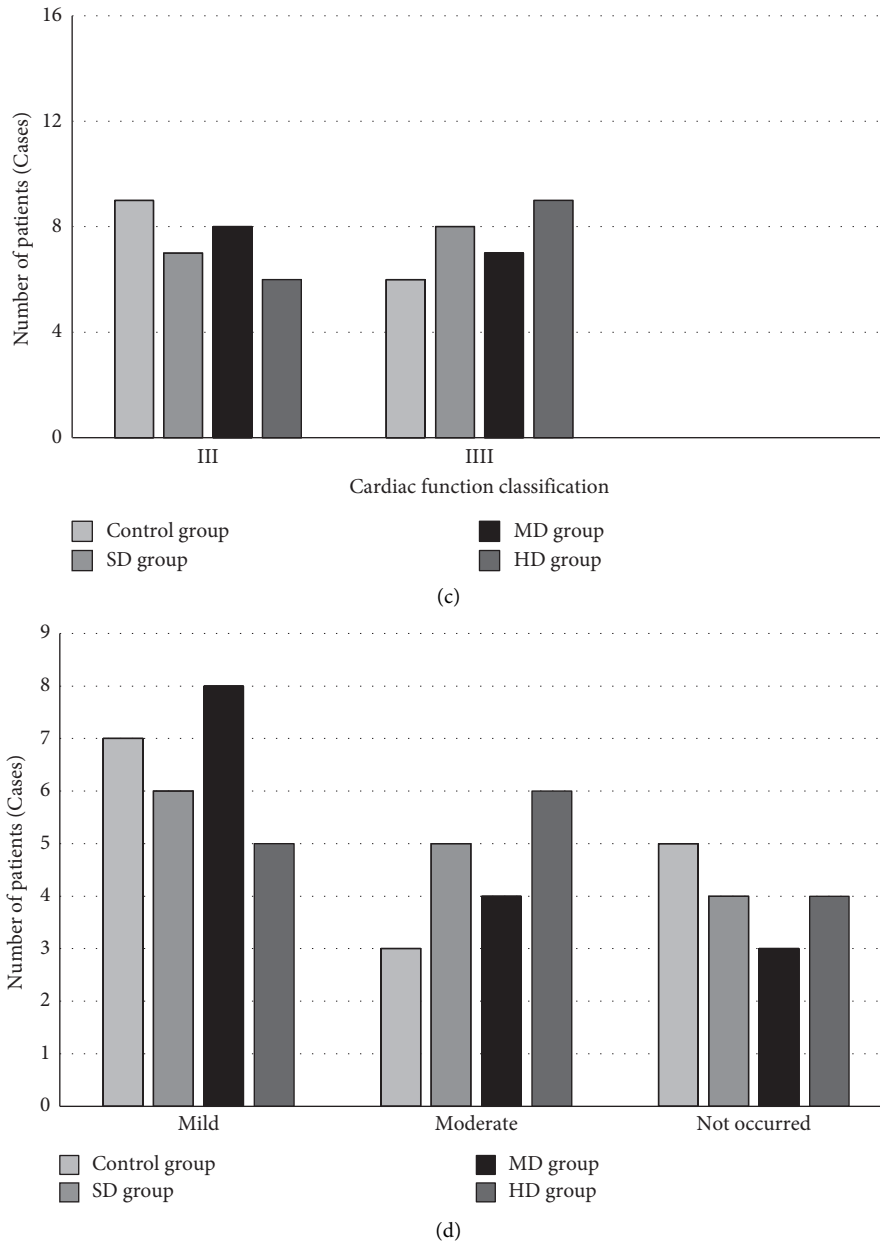 16
12
8
4
0
Number of patients (Cases)
III
IIII
Cardiac function classification
Control group
MD group
SD group
HD group
(c)
9
8
7
6
5
4
3
2
1
0
Number of patients (Cases)
Mild
Moderate
Not occurred
Control group
MD group
SD group
HD group
(d)